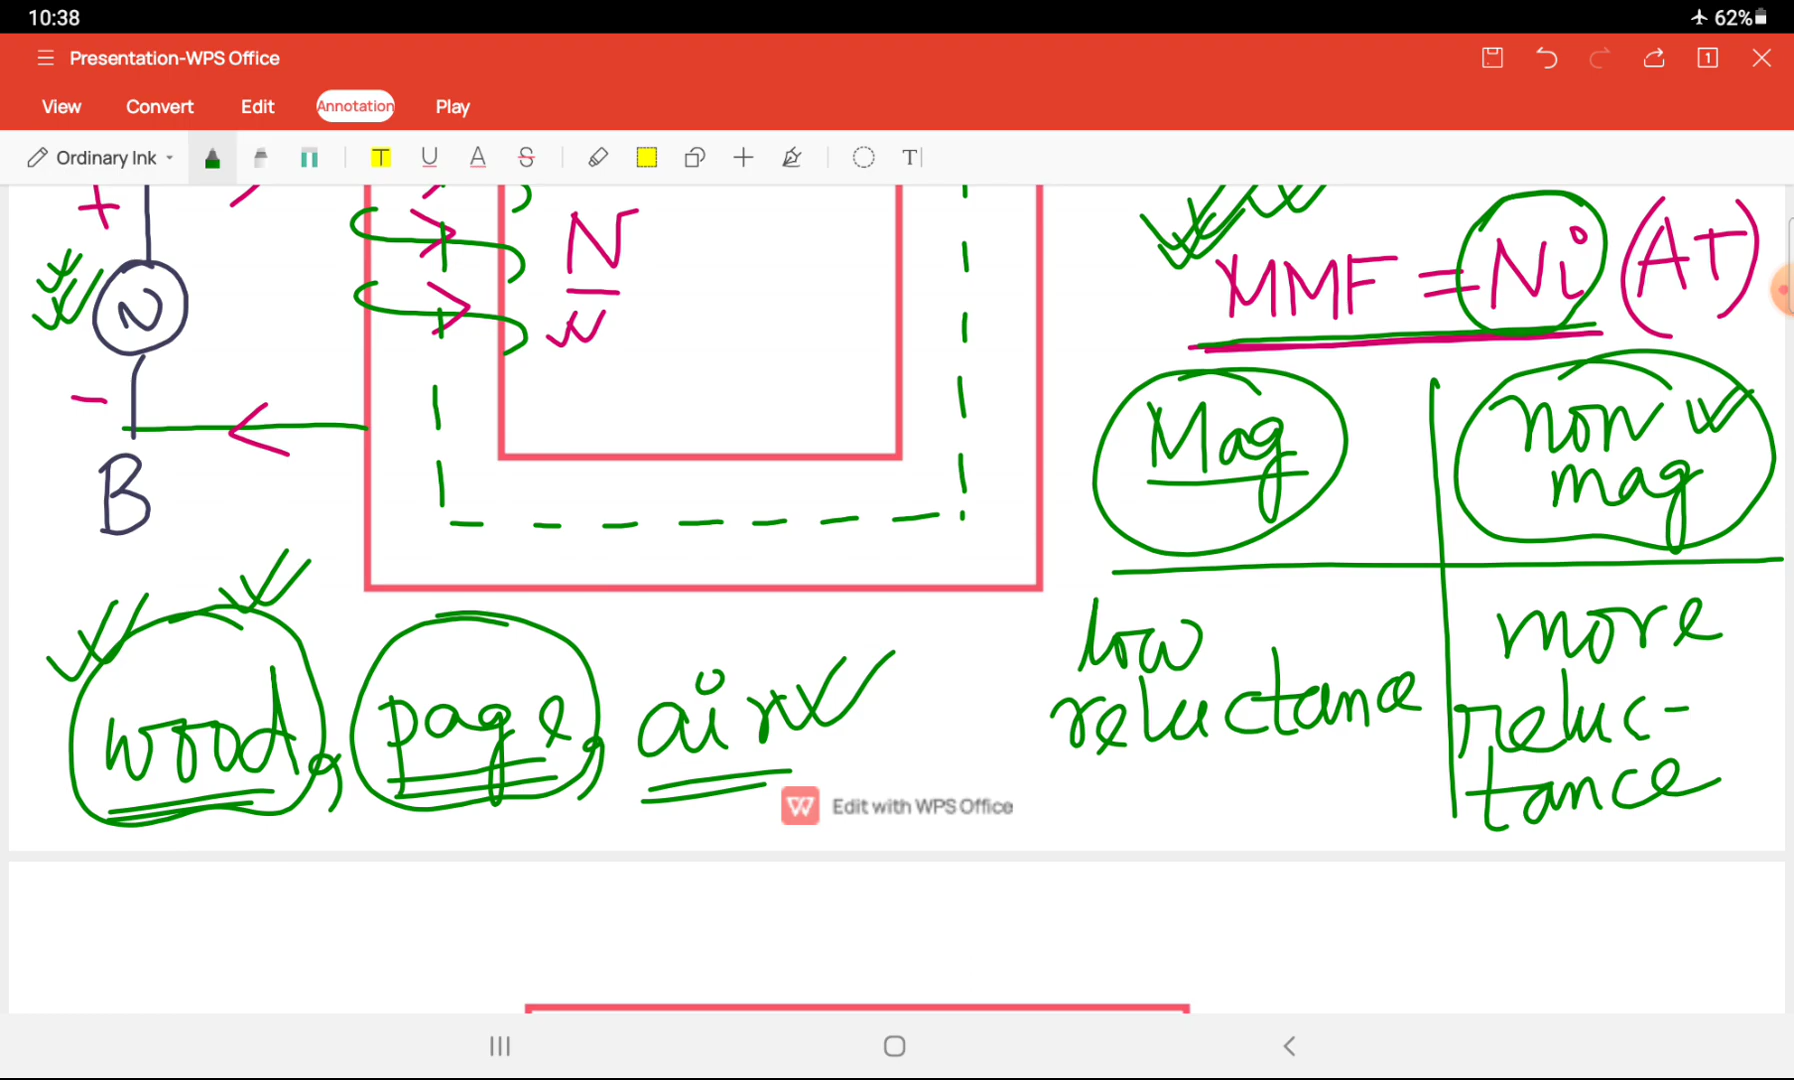 10:38 62%
Presentation-WPS Office 1
View Convert Edit Annotation Play
Ordinary Ink T U A S T
+ N
MMF = Ni (AT)
N
-
B
Mag non mag
wood, page, air
low reluctance
more reluc-tance
Edit with WPS Office